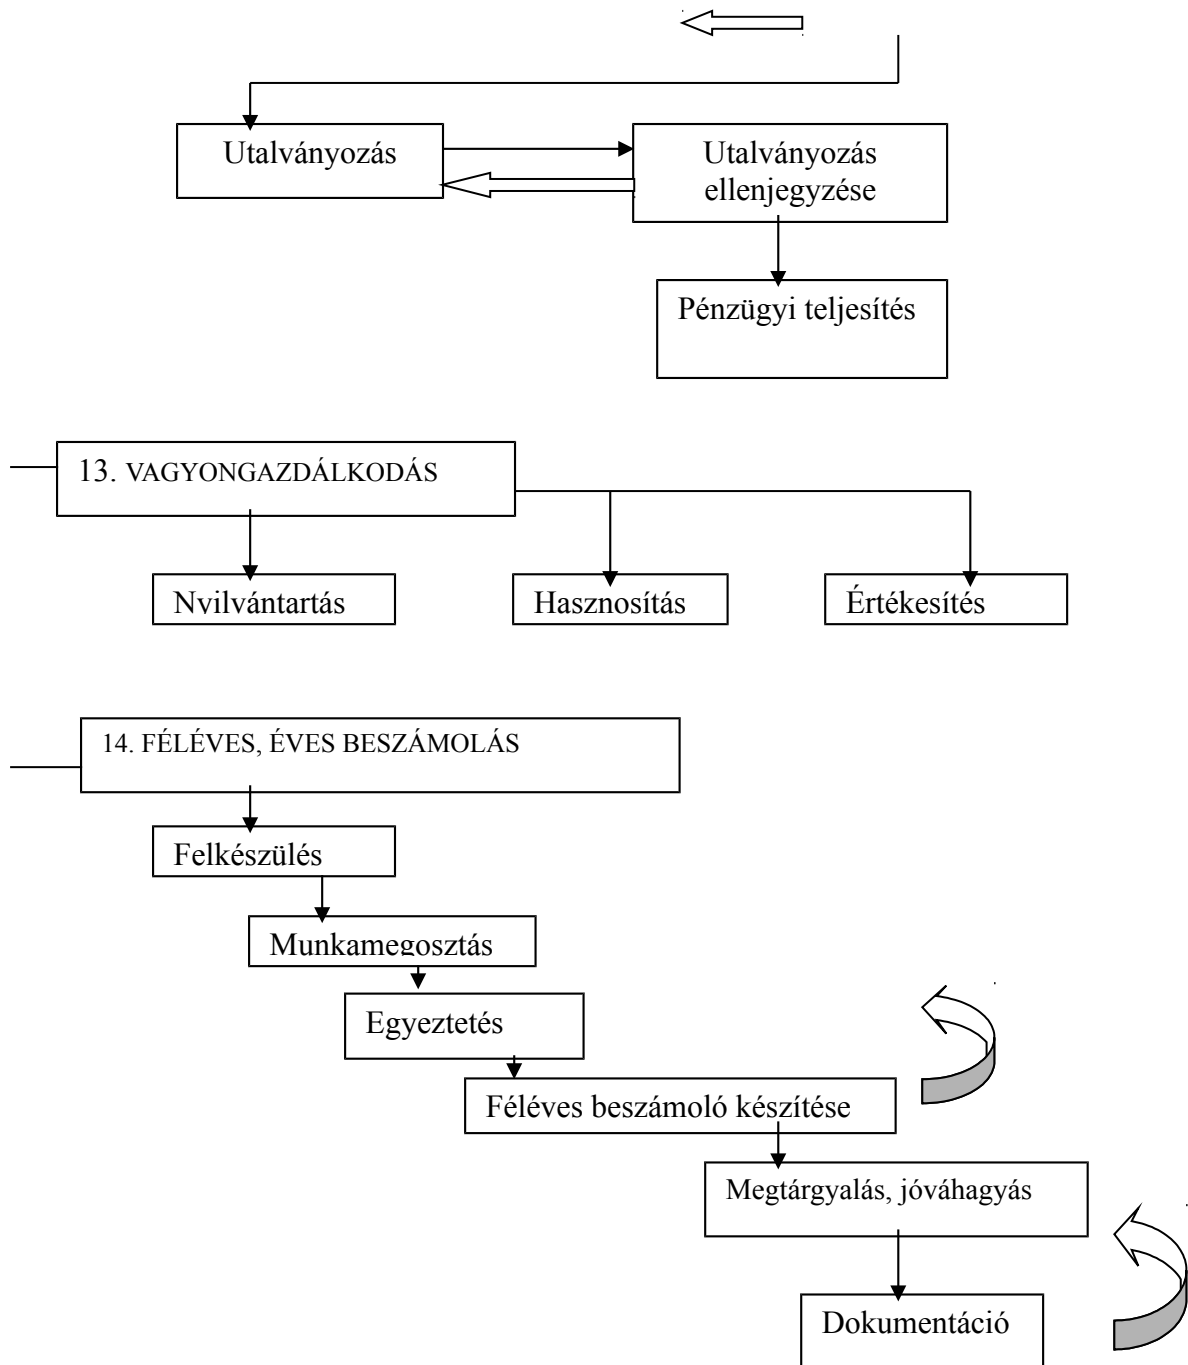 Utalványozás
Utalványozás
ellenjegyzése
Pénzügyi teljesítés
13. VAGYONGAZDÁLKODÁS
Nyilvántartás
Hasznosítás
Értékesítés
14. FÉLÉVES, ÉVES BESZÁMOLÁS
Felkészülés
Munkamegosztás
Egyeztetés
Féléves beszámoló készítése
Megtárgyalás, jóváhagyás
Dokumentáció